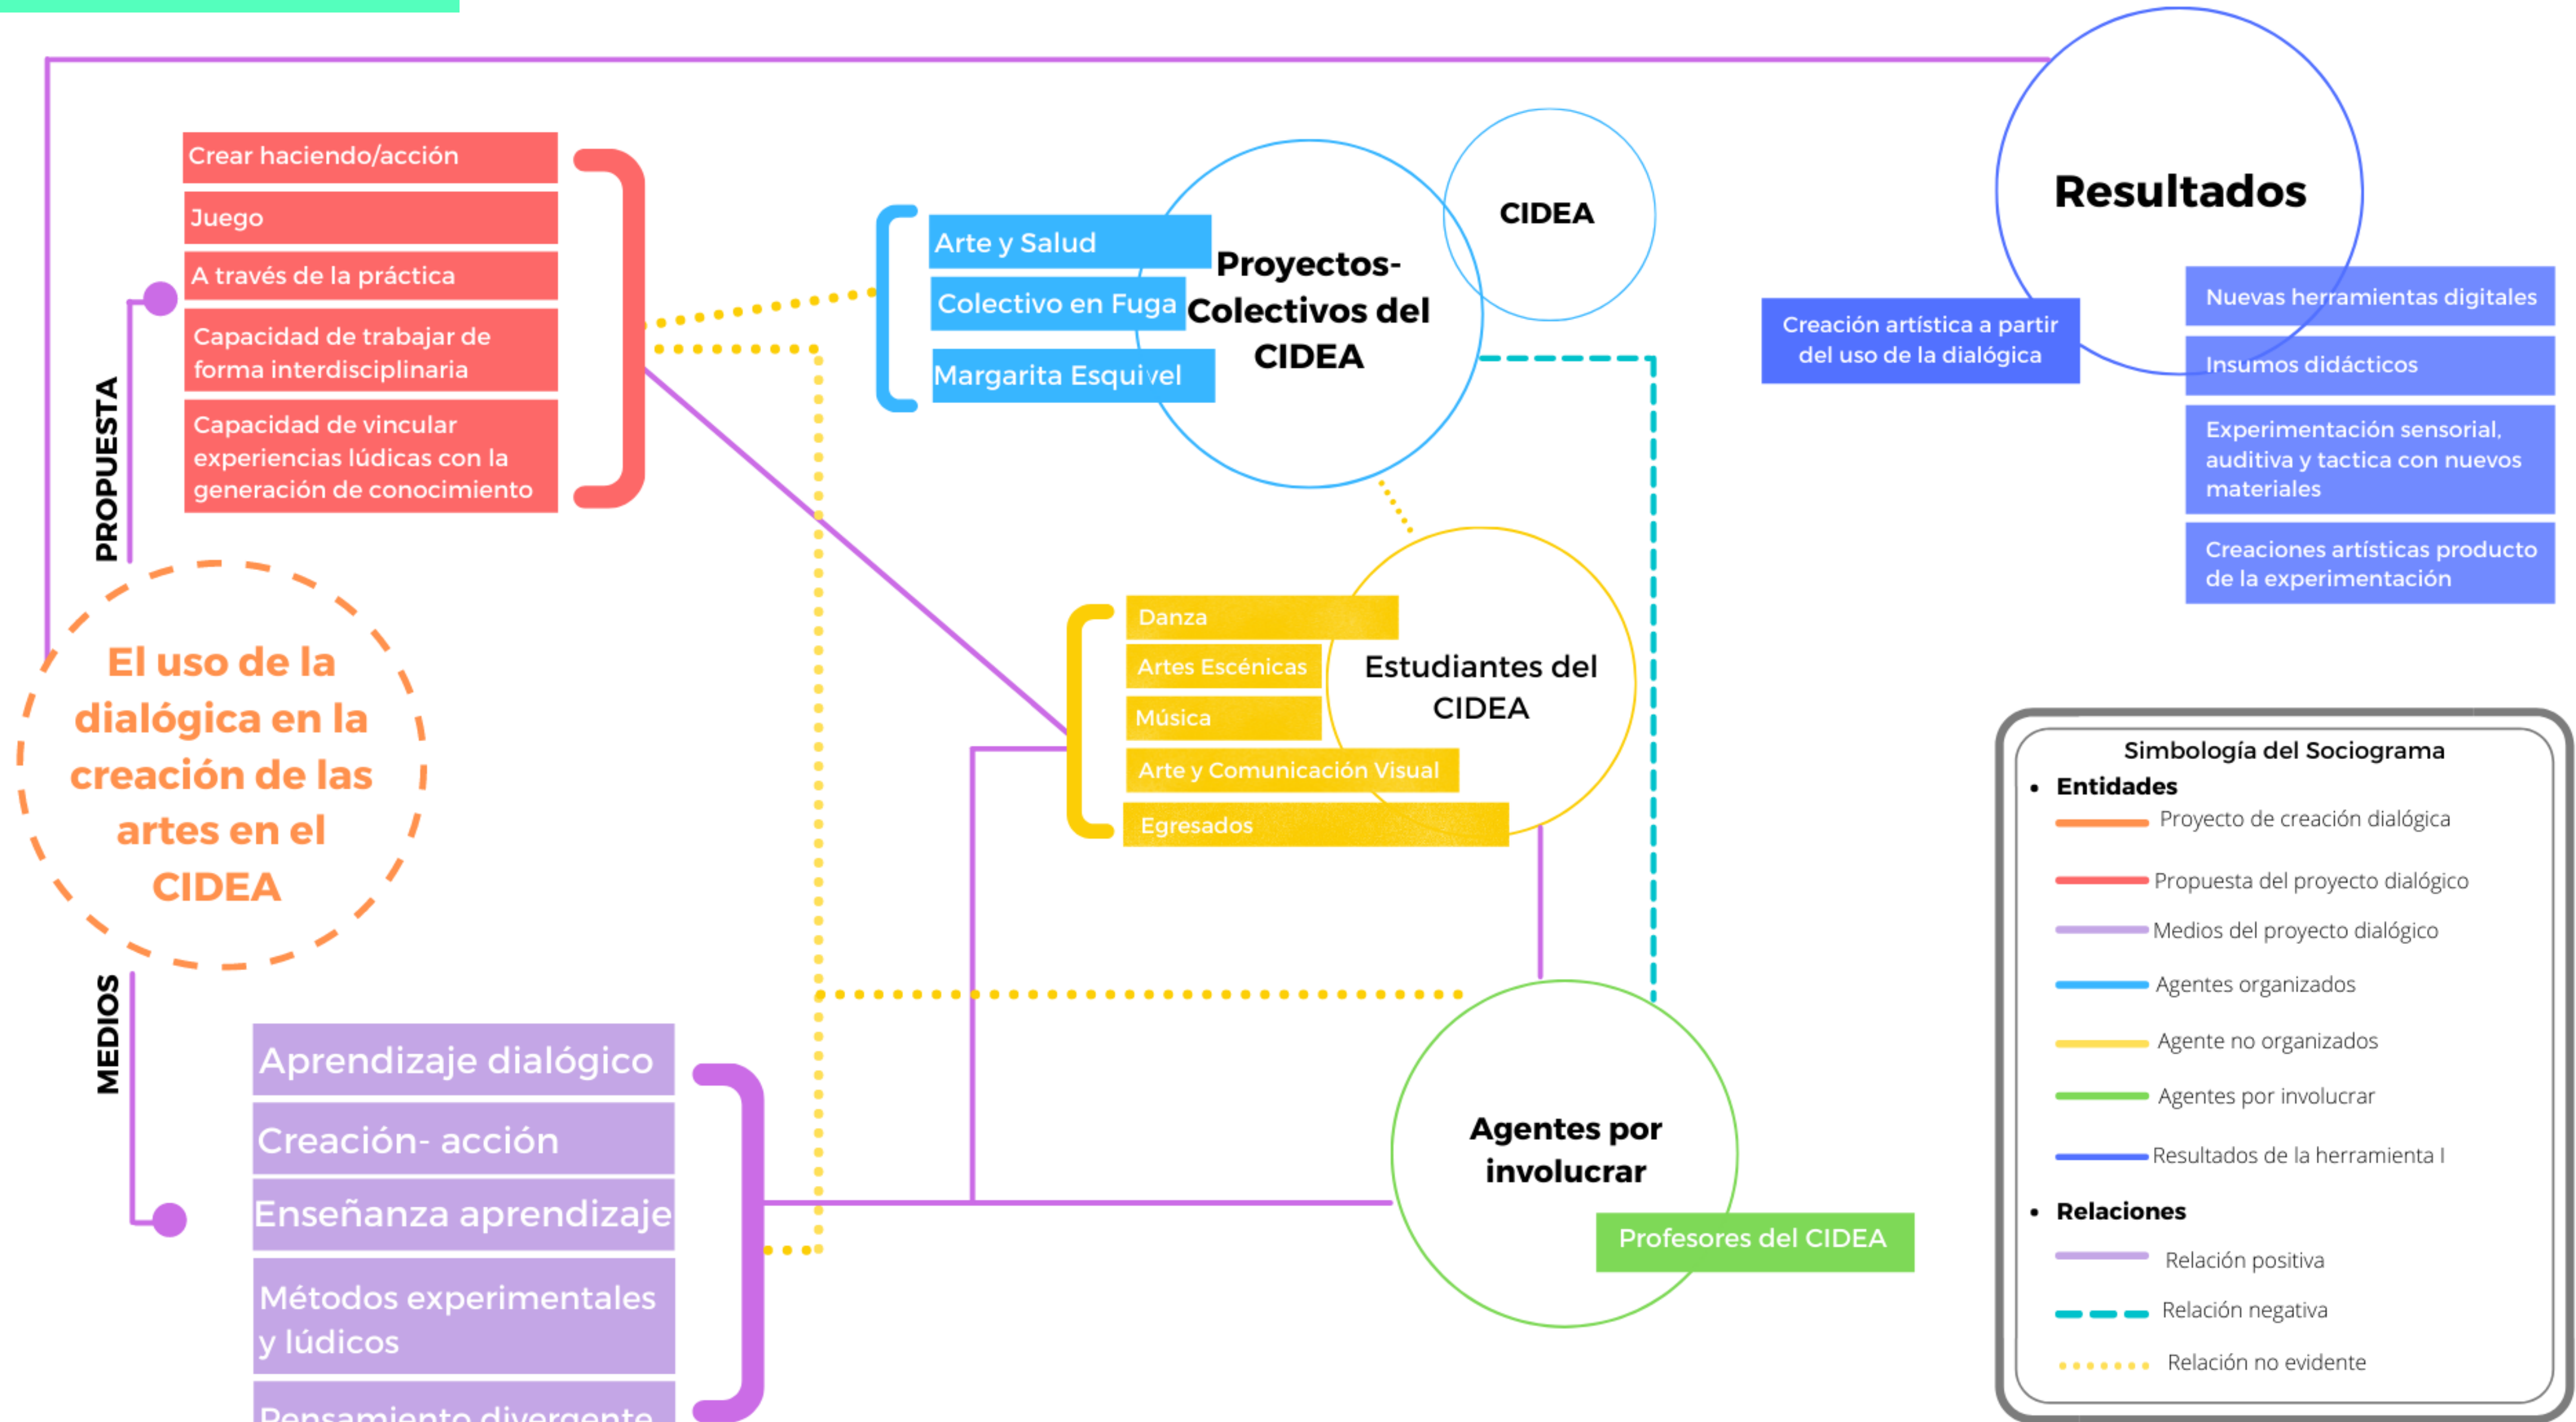 Crear haciendo/acción
Juego
A través de la práctica
Capacidad de trabajar de
forma interdisciplinaria
Capacidad de vincular
experiencias lúdicas con la
generación de conocimiento
PROPUESTA
El uso de la
dialógica en la
creación de las
artes en el
CIDEA
MEDIOS
Aprendizaje dialógico
Creación- acción
Enseñanza aprendizaje
Métodos experimentales
y lúdicos
Pensamiento divergente
Arte y Salud
Colectivo en Fuga
Margarita Esquivel
Proyectos-
Colectivos del
CIDEA
CIDEA
Danza
Artes Escénicas
Música
Arte y Comunicación Visual
Egresados
Estudiantes del
CIDEA
Agentes por
involucrar
Profesores del CIDEA
Resultados
Creación artística a partir
del uso de la dialógica
Nuevas herramientas digitales
Insumos didácticos
Experimentación sensorial,
auditiva y tactica con nuevos
materiales
Creaciones artísticas producto
de la experimentación
Simbología del Sociograma
• Entidades
Proyecto de creación dialógica
Propuesta del proyecto dialógico
Medios del proyecto dialógico
Agentes organizados
Agente no organizados
Agentes por involucrar
Resultados de la herramienta I
• Relaciones
Relación positiva
Relación negativa
Relación no evidente